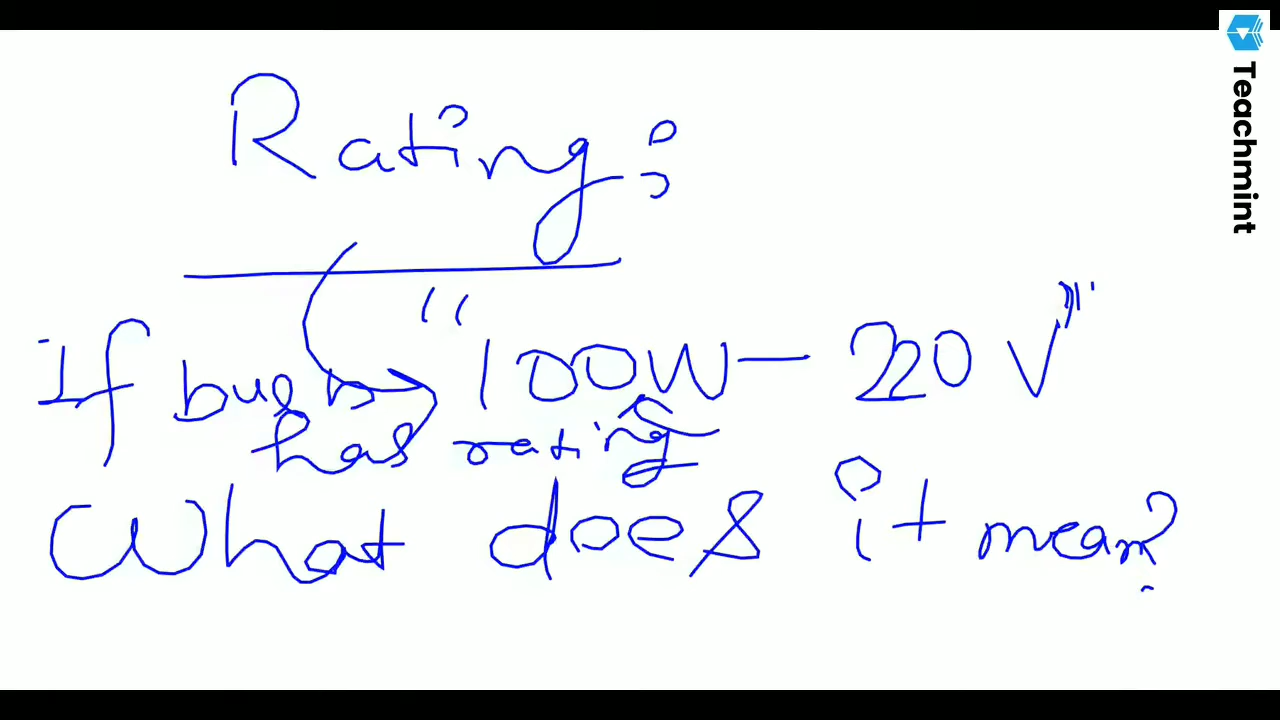 Rating:
If bulb "100W - 220V"
has rating
What does it mean?
Teachmint